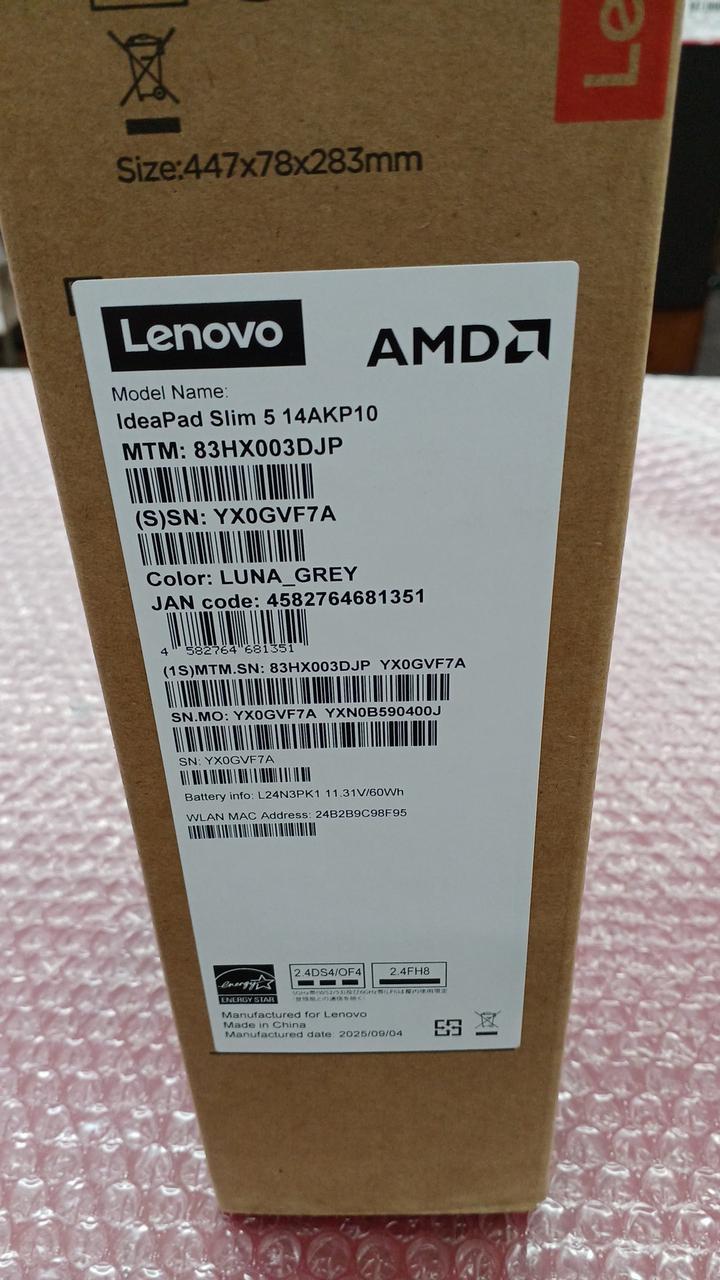 Le
Size:447x78x283mm
Lenovo
AMD
Model Name:
IdeaPad Slim 5 14AKP10
MTM: 83HX003DJP
(S)SN: YX0GVF7A
Color: LUNA_GREY
JAN code: 4582764681351
4 582764 681351
(1S)MTM.SN: 83HX003DJP YX0GVF7A
SN.MO: YX0GVF7A YXN0B590400J
SN: YX0GVF7A
Battery info: L24N3PK1 11.31V/60Wh
WLAN MAC Address: 24B2B9C98F95
energy
ENERGY STAR
2.4DS4/OF4
2.4FH8
Manufactured for Lenovo
Made in China
Manufactured date: 2025/09/04